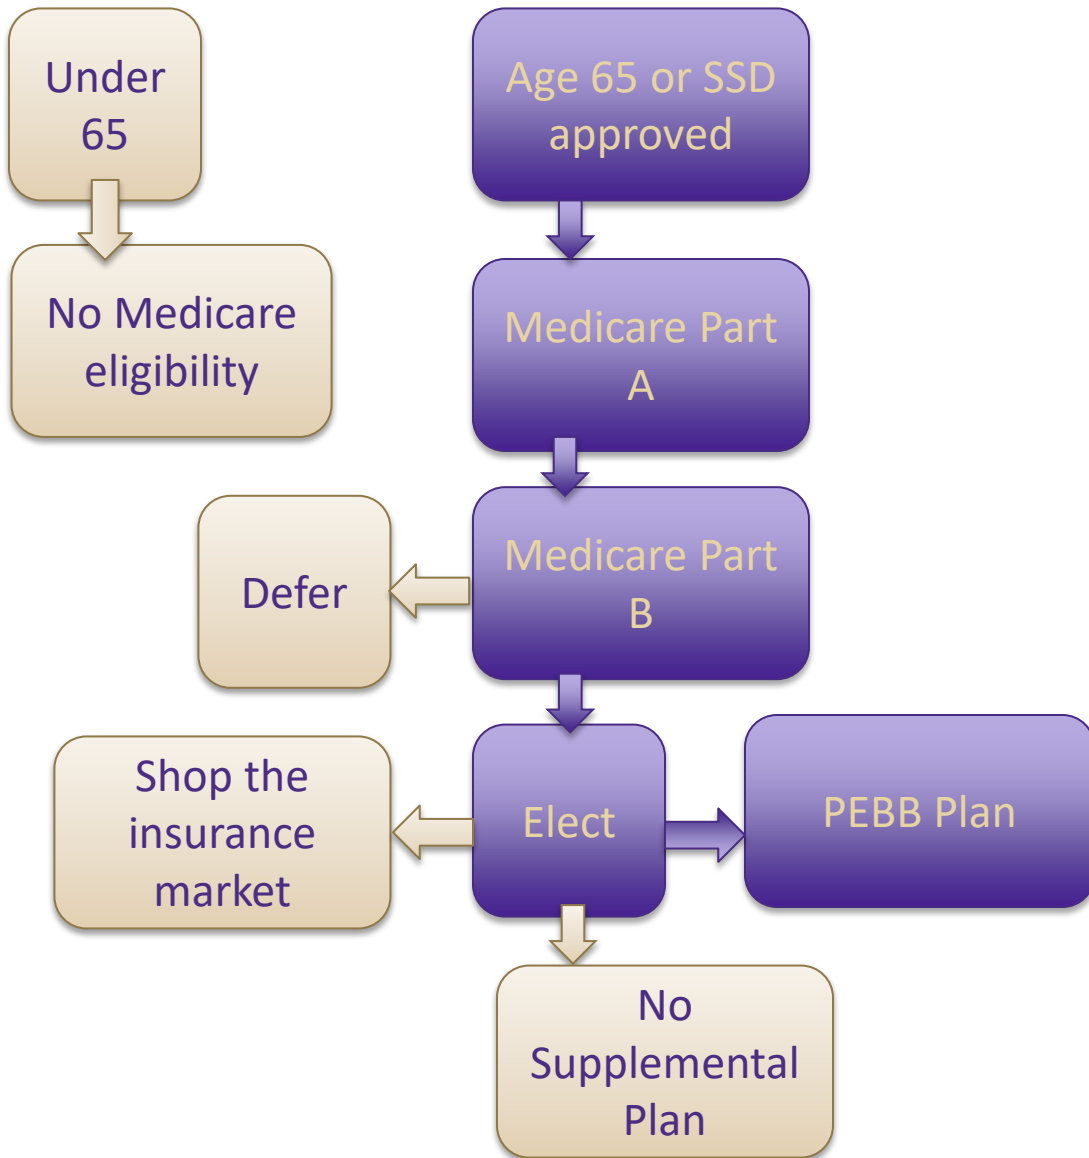 Under
65
No Medicare
eligibility
Age 65 or SSD
approved
Medicare Part
A
Medicare Part
B
Defer
Elect
Shop the
insurance
market
PEBB Plan
No
Supplemental
Plan